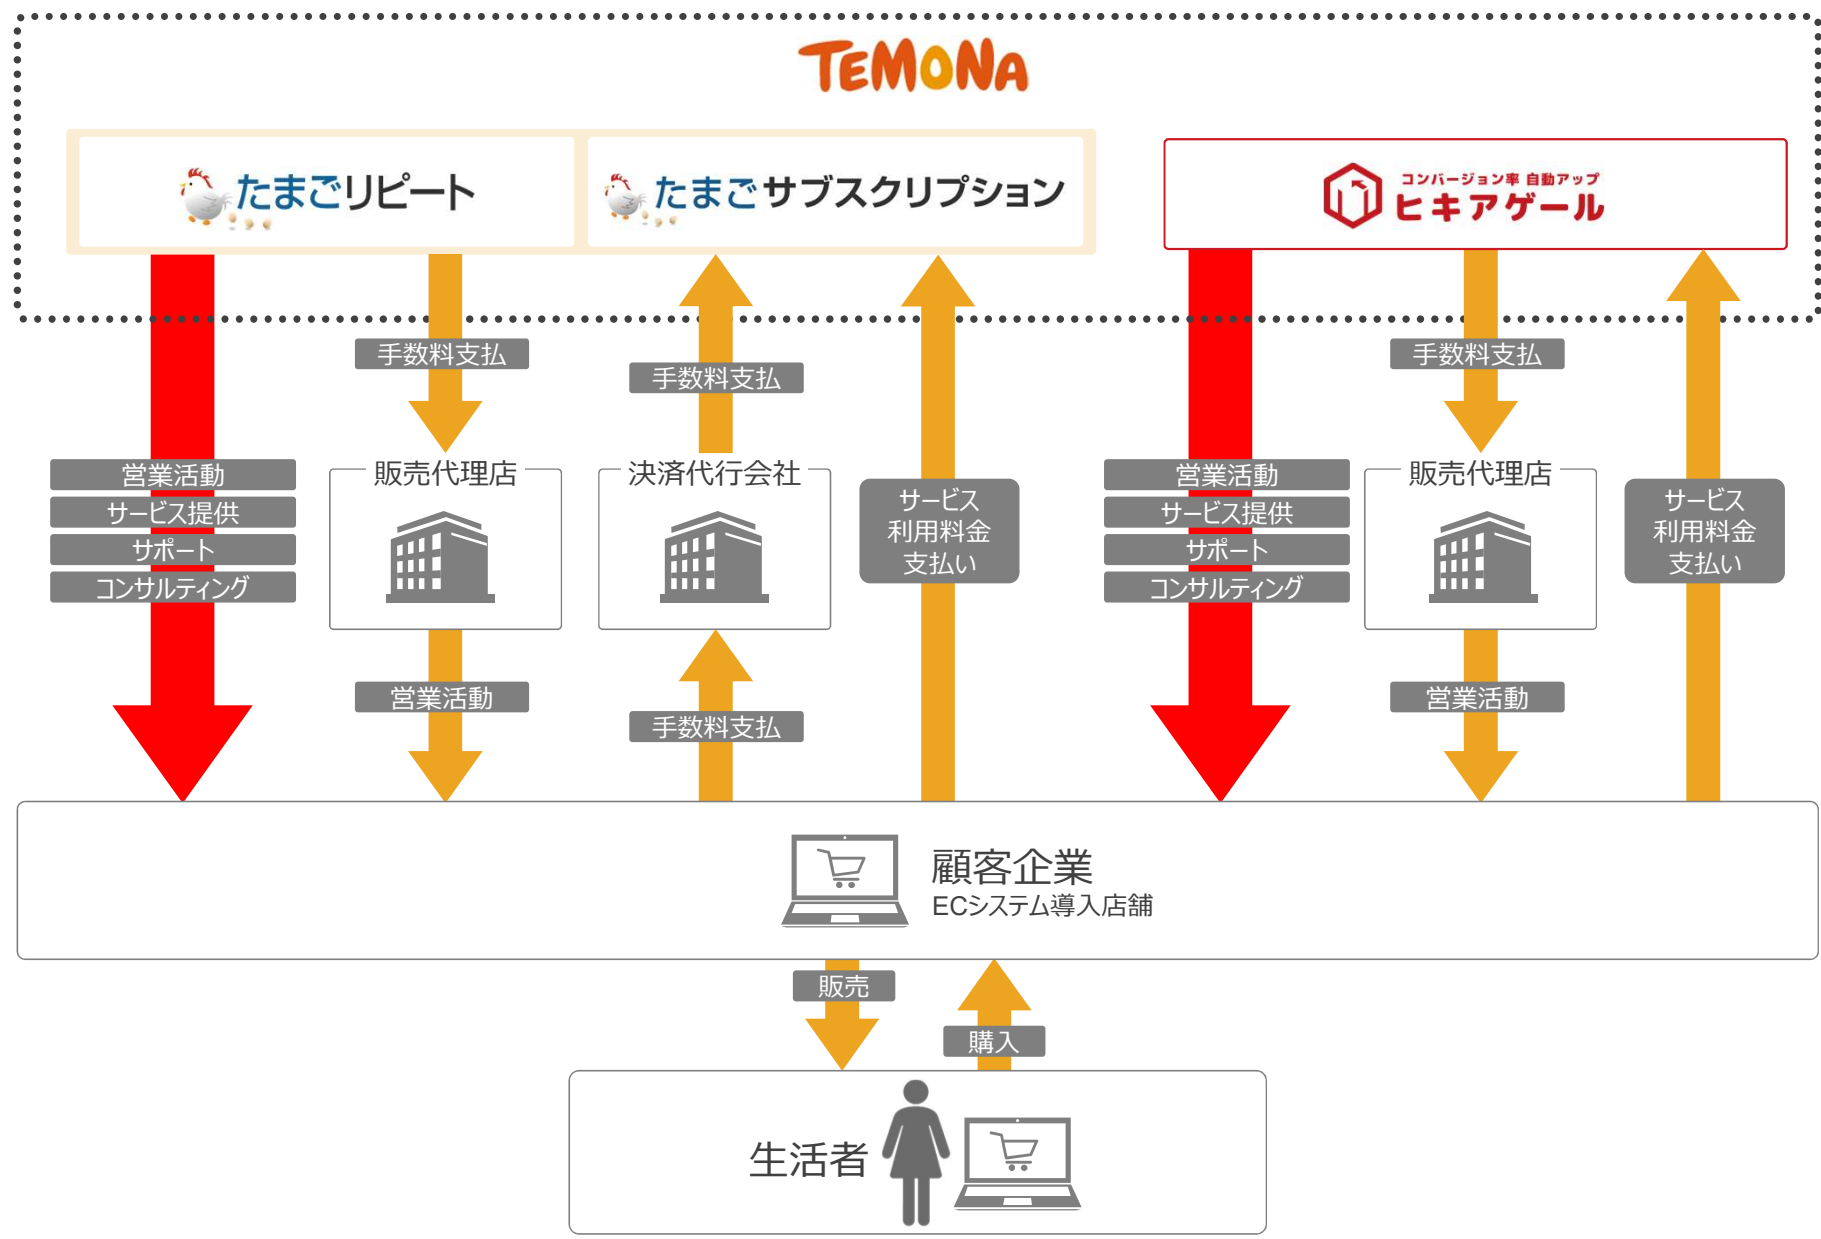 TEMONA
たまごリピート
たまごサブスクリプション
コンバージョン率 自動アップ
ヒキアゲール
手数料支払
手数料支払
手数料支払
営業活動
サービス提供
サポート
コンサルティング
販売代理店
決済代行会社
サービス
利用料金
支払い
営業活動
サービス提供
サポート
コンサルティング
販売代理店
サービス
利用料金
支払い
営業活動
手数料支払
営業活動
顧客企業
ECシステム導入店舗
販売
購入
生活者